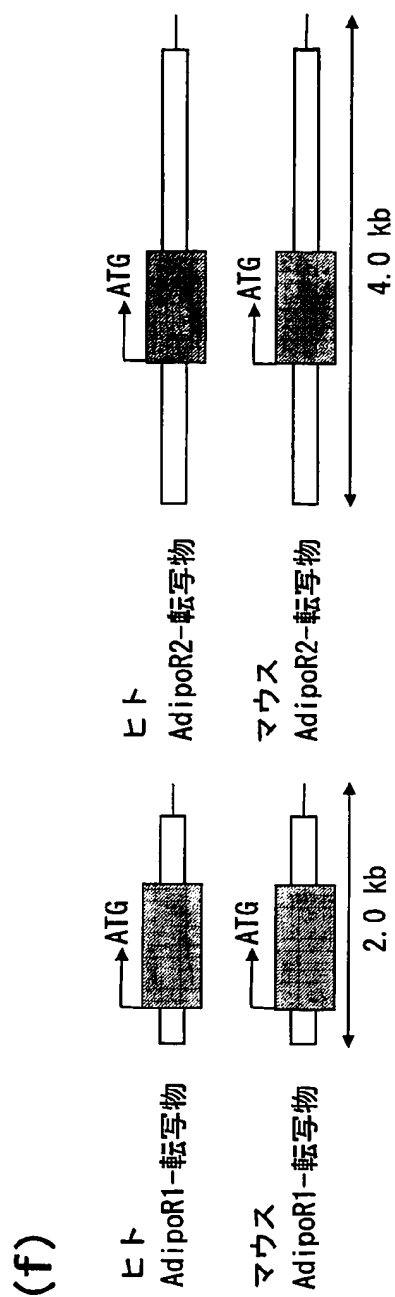 (f)
ヒト
AdipoR1-転写物
ATG
マウス
AdipoR1-転写物
ATG
2.0 kb
ヒト
AdipoR2-転写物
ATG
マウス
AdipoR2-転写物
ATG
4.0 kb